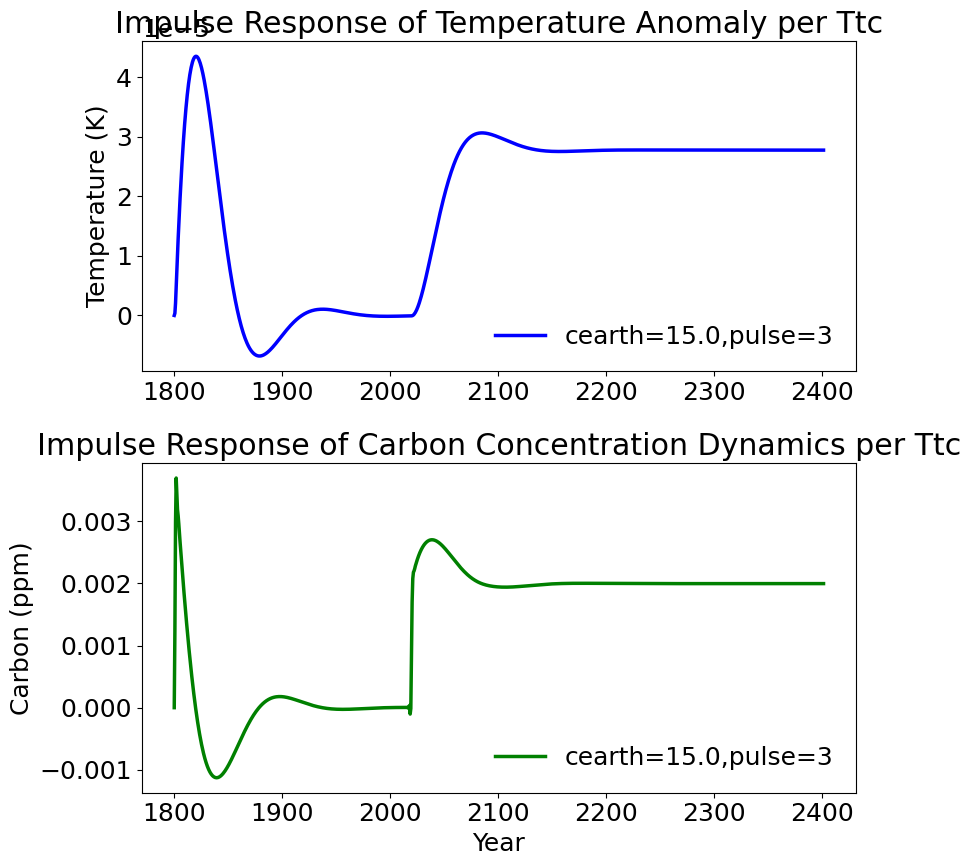 Impulse Response of Temperature Anomaly per Ttc
1e−5
Temperature (K)
4
3
2
1
0
cearth=15.0,pulse=3
1800 1900 2000 2100 2200 2300 2400
Impulse Response of Carbon Concentration Dynamics per Ttc
Carbon (ppm)
0.003
0.002
0.001
0.000
−0.001
cearth=15.0,pulse=3
1800 1900 2000 2100 2200 2300 2400
Year